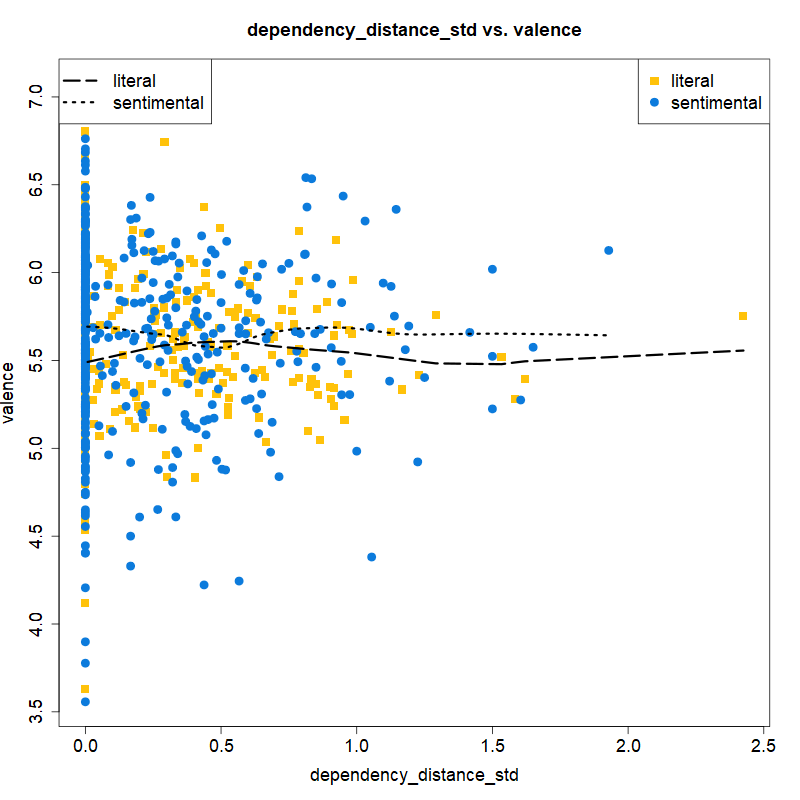 dependency_distance_std vs. valence
literal
sentimental
literal
sentimental
valence
7.0
6.5
6.0
5.5
5.0
4.5
4.0
3.5
0.0 0.5 1.0 1.5 2.0 2.5
dependency_distance_std